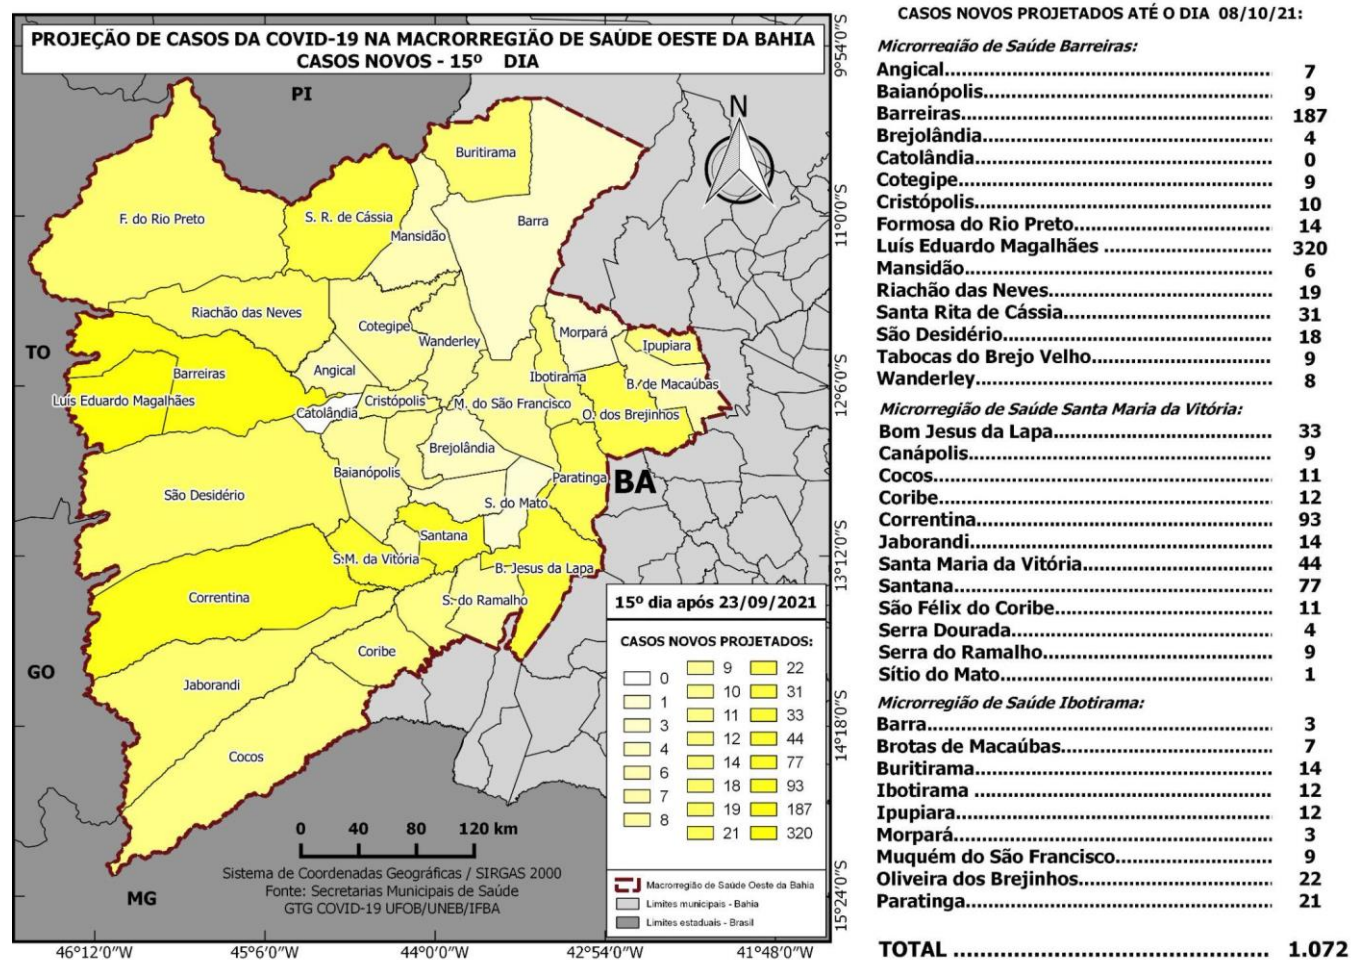 PROJEÇÃO DE CASOS DA COVID-19 NA MACRORREGIÃO DE SAÚDE OESTE DA BAHIA
CASOS NOVOS - 15º DIA
PI
N
Buritirama
F. do Rio Preto
S. R. de Cássia
Mansidão
Barra
Riachão das Neves
Cotegipe
Wanderley
Morpará
Ipupiara
TO
Barreiras
Angical
Ibotirama
B. de Macaúbas
Luís Eduardo Magalhães
Catolândia
Cristópolis
M. do São Francisco
O. dos Brejinhos
Brejolândia
Baianópolis
Paratinga
BA
São Desidério
S. do Mato
Santana
S.M. da Vitória
B. Jesus da Lapa
Correntina
S. do Ramalho
Coribe
GO
Jaborandi
Cocos
MG
15º dia após 23/09/2021
CASOS NOVOS PROJETADOS:
0
1
3
4
6
7
8
9
10
11
12
14
18
19
21
22
31
33
44
77
93
187
320
Macrorregião de Saúde Oeste da Bahia
Limites municipais - Bahia
Limites estaduais - Brasil
0 40 80 120 km
Sistema de Coordenadas Geográficas / SIRGAS 2000
Fonte: Secretarias Municipais de Saúde
GTG COVID-19 UFOB/UNEB/IFBA
9°54'0"S
11°0'0"S
12°6'0"S
13°12'0"S
14°18'0"S
15°24'0"S
46°12'0"W 45°6'0"W 44°0'0"W 42°54'0"W 41°48'0"W
CASOS NOVOS PROJETADOS ATÉ O DIA 08/10/21:
Microrregião de Saúde Barreiras:
Angical.......... 7
Baianópolis.......... 9
Barreiras.......... 187
Brejolândia.......... 4
Catolândia.......... 0
Cotegipe.......... 9
Cristópolis.......... 10
Formosa do Rio Preto.......... 14
Luís Eduardo Magalhães .......... 320
Mansidão.......... 6
Riachão das Neves.......... 19
Santa Rita de Cássia.......... 31
São Desidério.......... 18
Tabocas do Brejo Velho.......... 9
Wanderley.......... 8
Microrregião de Saúde Santa Maria da Vitória:
Bom Jesus da Lapa.......... 33
Canápolis.......... 9
Cocos.......... 11
Coribe.......... 12
Correntina.......... 93
Jaborandi.......... 14
Santa Maria da Vitória.......... 44
Santana.......... 77
São Félix do Coribe.......... 11
Serra Dourada.......... 4
Serra do Ramalho.......... 9
Sítio do Mato.......... 1
Microrregião de Saúde Ibotirama:
Barra.......... 3
Brotas de Macaúbas.......... 7
Buritirama.......... 14
Ibotirama .......... 12
Ipupiara.......... 12
Morpará.......... 3
Muquém do São Francisco.......... 9
Oliveira dos Brejinhos.......... 22
Paratinga.......... 21
TOTAL .......... 1.072